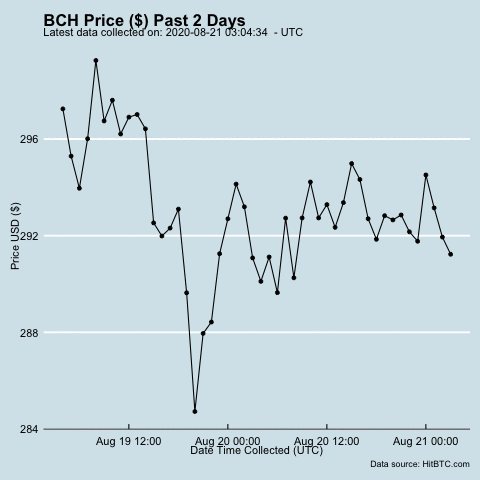 BCH Price ($) Past 2 Days
Latest data collected on: 2020-08-21 03:04:34 - UTC
Price USD ($)
296
292
288
284
Aug 19 12:00
Aug 20 00:00
Aug 20 12:00
Aug 21 00:00
Date Time Collected (UTC)
Data source: HitBTC.com